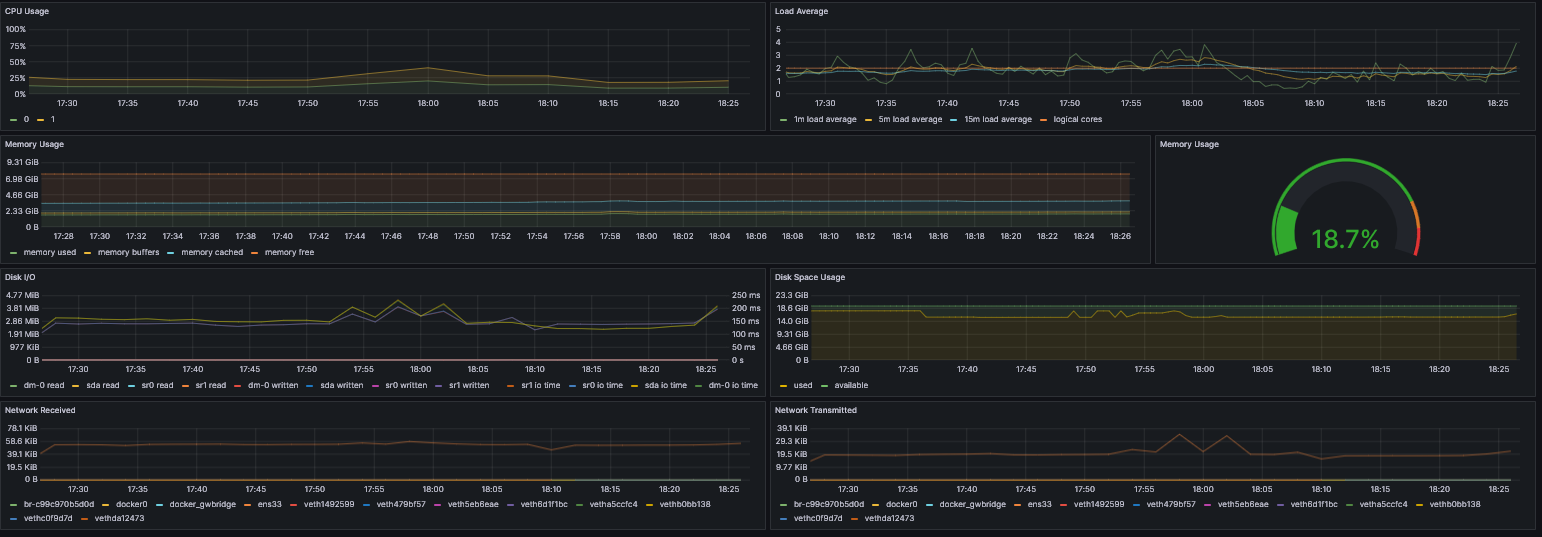 CPU Usage
100%
75%
50%
25%
0%
17:30 17:35 17:40 17:45 17:50 17:55 18:00 18:05 18:10 18:15 18:20 18:25
0 1
Load Average
5
4
3
2
1
0
17:30 17:35 17:40 17:45 17:50 17:55 18:00 18:05 18:10 18:15 18:20 18:25
1m load average 5m load average 15m load average logical cores
Memory Usage
9.31 GiB
6.98 GiB
4.66 GiB
2.33 GiB
0 B
17:28 17:30 17:32 17:34 17:36 17:38 17:40 17:42 17:44 17:46 17:48 17:50 17:52 17:54 17:56 17:58 18:00 18:02 18:04 18:06 18:08 18:10 18:12 18:14 18:16 18:18 18:20 18:22 18:24 18:26
memory used memory buffers memory cached memory free
Memory Usage
18.7%
Disk I/O
4.77 MiB
3.81 MiB
2.86 MiB
1.91 MiB
977 KiB
0 B
250 ms
200 ms
150 ms
100 ms
50 ms
0 s
17:30 17:35 17:40 17:45 17:50 17:55 18:00 18:05 18:10 18:15 18:20 18:25
dm-0 read sda read sr0 read sr1 read dm-0 written sda written sr0 written sr1 written sr1 io time sr0 io time sda io time dm-0 io time
Disk Space Usage
23.3 GiB
18.6 GiB
14.0 GiB
9.31 GiB
4.66 GiB
0 B
17:30 17:35 17:40 17:45 17:50 17:55 18:00 18:05 18:10 18:15 18:20 18:25
used available
Network Received
78.1 KiB
58.6 KiB
39.1 KiB
19.5 KiB
0 B
17:30 17:35 17:40 17:45 17:50 17:55 18:00 18:05 18:10 18:15 18:20 18:25
br-c99c970b5d0d docker0 docker_gwbridge ens33 veth1492599 veth479bf57 veth5eb6eae veth6d1f1bc vetha5ccfc4 vethb0bb138
vethc0f9d7d vethda12473
Network Transmitted
39.1 KiB
29.3 KiB
19.5 KiB
9.77 KiB
0 B
17:30 17:35 17:40 17:45 17:50 17:55 18:00 18:05 18:10 18:15 18:20 18:25
br-c99c970b5d0d docker0 docker_gwbridge ens33 veth1492599 veth479bf57 veth5eb6eae veth6d1f1bc vetha5ccfc4 vethb0bb138
vethc0f9d7d vethda12473